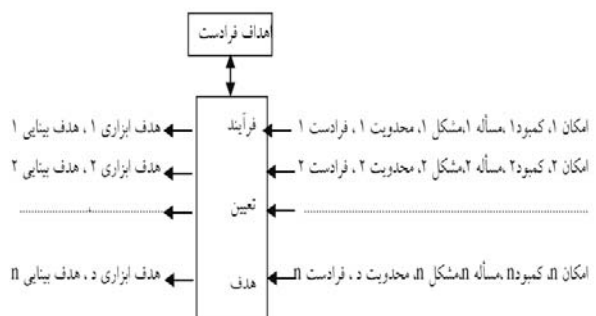 اهداف فرادست
امکان ۱، کمبود۱ ،مسأله ۱،مشکل ۱، محدویت ۱ ، فرادست ۱
فرآیند
هدف ابزاری ۱ ، هدف بینایی ۱
امکان ۲، کمبود۲ ،مسأله ۲،مشکل ۲، محدویت ۲ ، فرادست ۲
هدف ابزاری ۲ ، هدف بینایی ۲
تعیین
امکان n، کمبودn ،مسأله n،مشکل n، محدویت د ، فرادست n
هدف
هدف ابزاری د ، هدف بینایی n